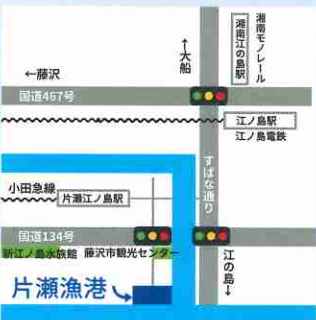 湘南モノレール
湘南江の島駅
↑大船
←藤沢
国道467号
江ノ島駅
江ノ島電鉄
すばな通り
小田急線
片瀬江ノ島駅
国道134号
新江ノ島水族館
藤沢市観光センター
江の島↓
片瀬漁港